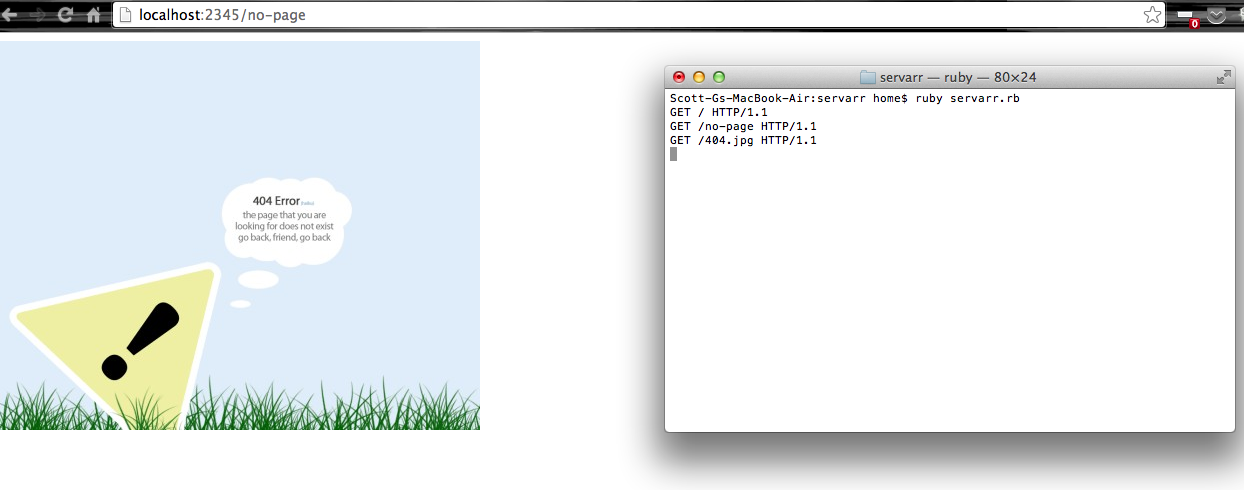 localhost:2345/no-page
0
404 Error
the page that you are
looking for does not exist
go back, friend, go back
servarr — ruby — 80×24
Scott-Gs-MacBook-Air:servarr home$ ruby servarr.rb
GET / HTTP/1.1
GET /no-page HTTP/1.1
GET /404.jpg HTTP/1.1